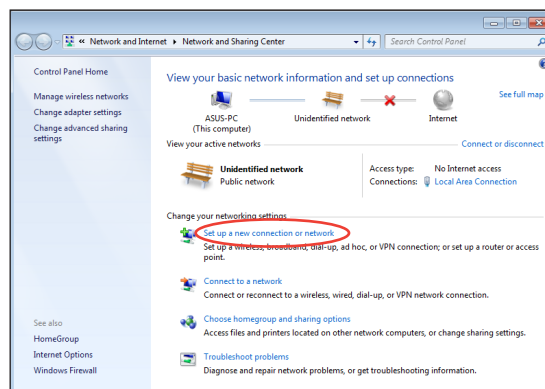 « Network and Internet ▸ Network and Sharing Center
Search Control Panel
Control Panel Home
Manage wireless networks
Change adapter settings
Change advanced sharing
settings
See also
HomeGroup
Internet Options
Windows Firewall
View your basic network information and set up connections
See full map
ASUS-PC
(This computer)
Unidentified network
Internet
View your active networks
Connect or disconnect
Unidentified network
Public network
Access type: No Internet access
Connections: Local Area Connection
Change your networking settings
Set up a new connection or network
Set up a wireless, broadband, dial-up, ad hoc, or VPN connection; or set up a router or access
point.
Connect to a network
Connect or reconnect to a wireless, wired, dial-up, or VPN network connection.
Choose homegroup and sharing options
Access files and printers located on other network computers, or change sharing settings.
Troubleshoot problems
Diagnose and repair network problems, or get troubleshooting information.